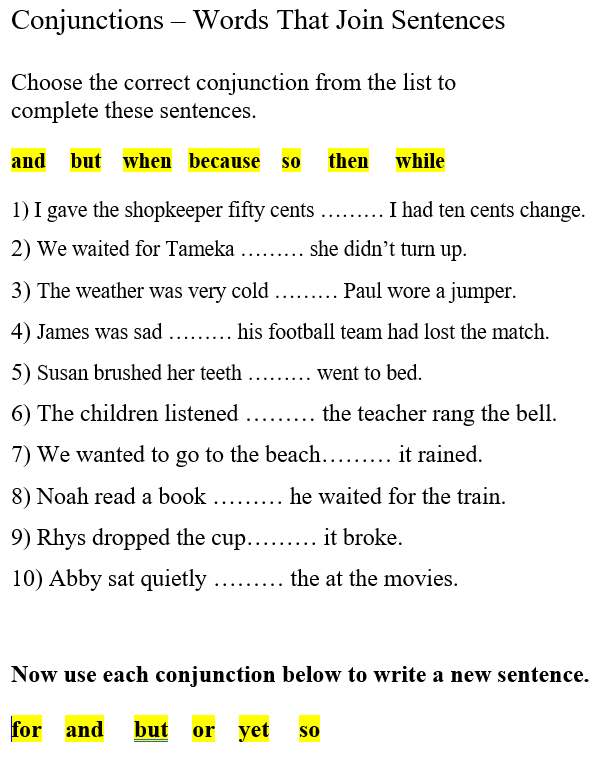 Conjunctions – Words That Join Sentences
Choose the correct conjunction from the list to
complete these sentences.
and but when because so then while
1) I gave the shopkeeper fifty cents ……… I had ten cents change.
2) We waited for Tameka ……… she didn’t turn up.
3) The weather was very cold ……… Paul wore a jumper.
4) James was sad ……… his football team had lost the match.
5) Susan brushed her teeth ……… went to bed.
6) The children listened ……… the teacher rang the bell.
7) We wanted to go to the beach……… it rained.
8) Noah read a book ……… he waited for the train.
9) Rhys dropped the cup……… it broke.
10) Abby sat quietly ……… the at the movies.
Now use each conjunction below to write a new sentence.
for and but or yet so